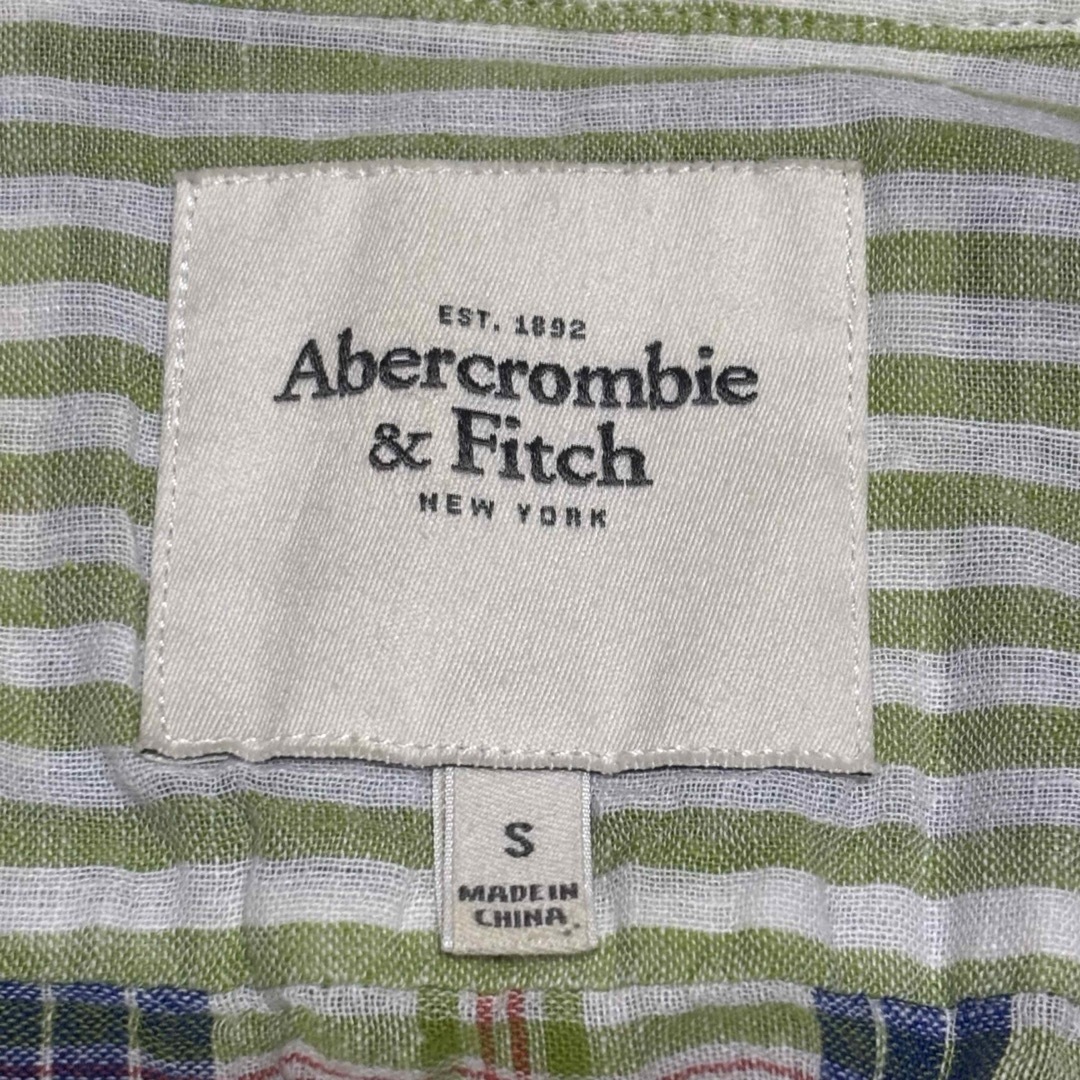 EST. 1892
Abercrombie
& Fitch
NEW YORK
S
MADE IN
CHINA